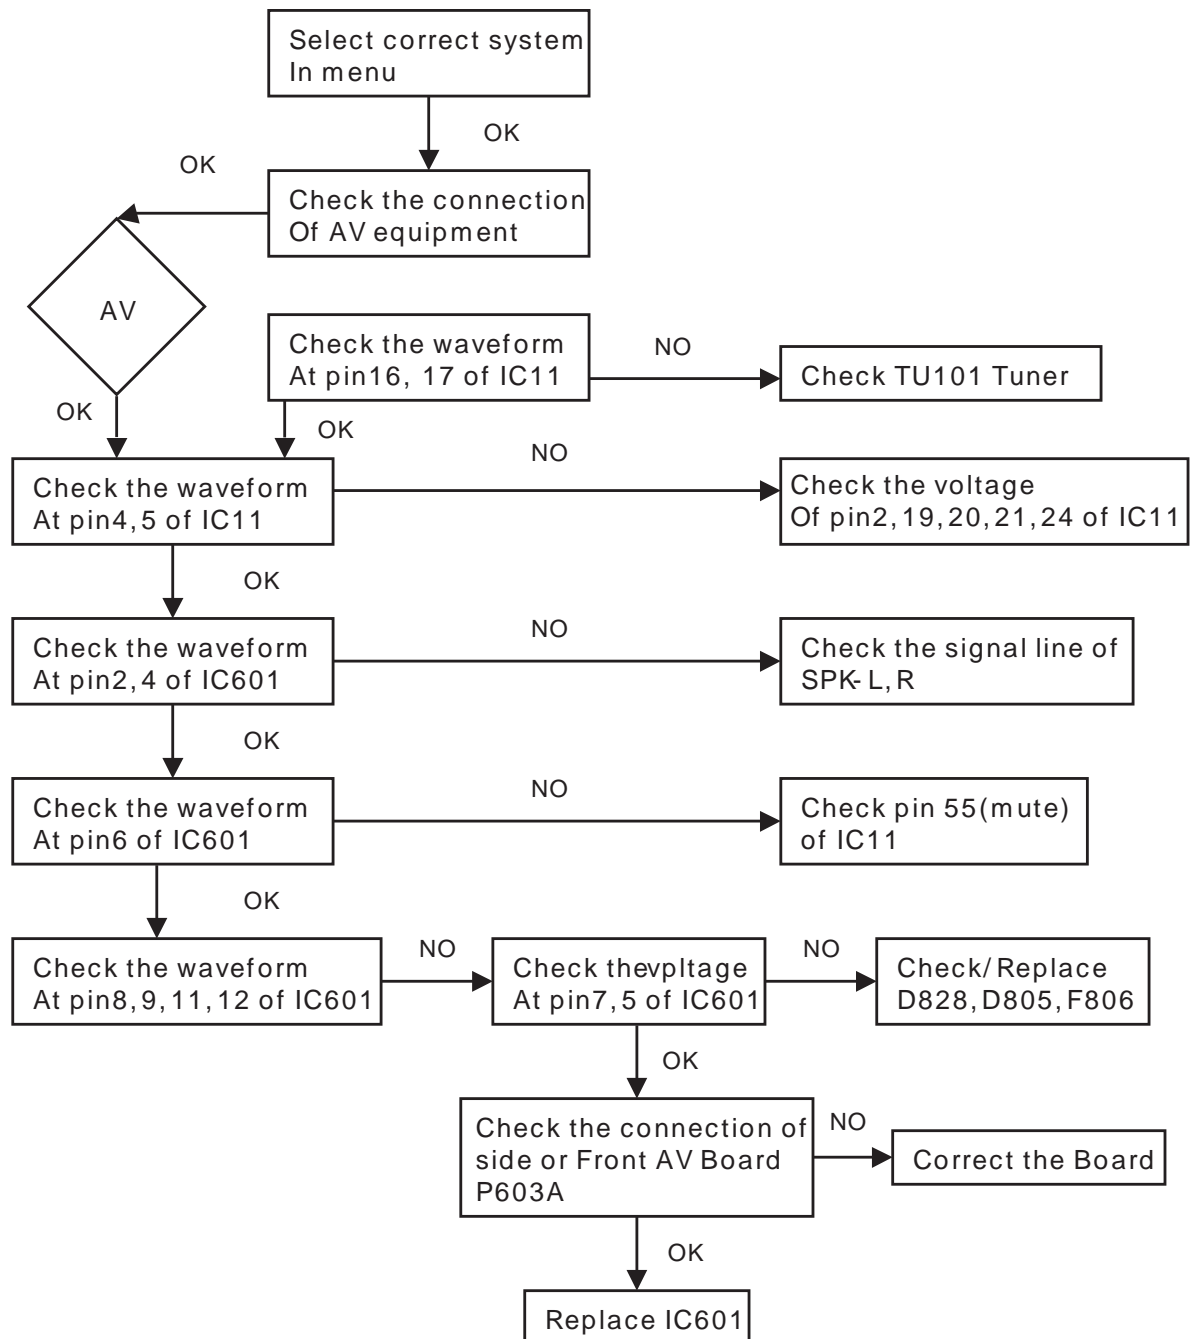 Select correct system
In menu
OK
OK
Check the connection
Of AV equipment
AV
Check the waveform
At pin16, 17 of IC11
NO
Check TU101 Tuner
OK
OK
Check the waveform
At pin4,5 of IC11
NO
Check the voltage
Of pin2,19,20,21,24 of IC11
OK
Check the waveform
At pin2,4 of IC601
NO
Check the signal line of
SPK-L,R
OK
Check the waveform
At pin6 of IC601
NO
Check pin 55(mute)
of IC11
OK
Check the waveform
At pin8,9,11,12 of IC601
NO
Check thevpltage
At pin7,5 of IC601
NO
Check/Replace
D828,D805,F806
OK
Check the connection of
side or Front AV Board
P603A
NO
Correct the Board
OK
Replace IC601